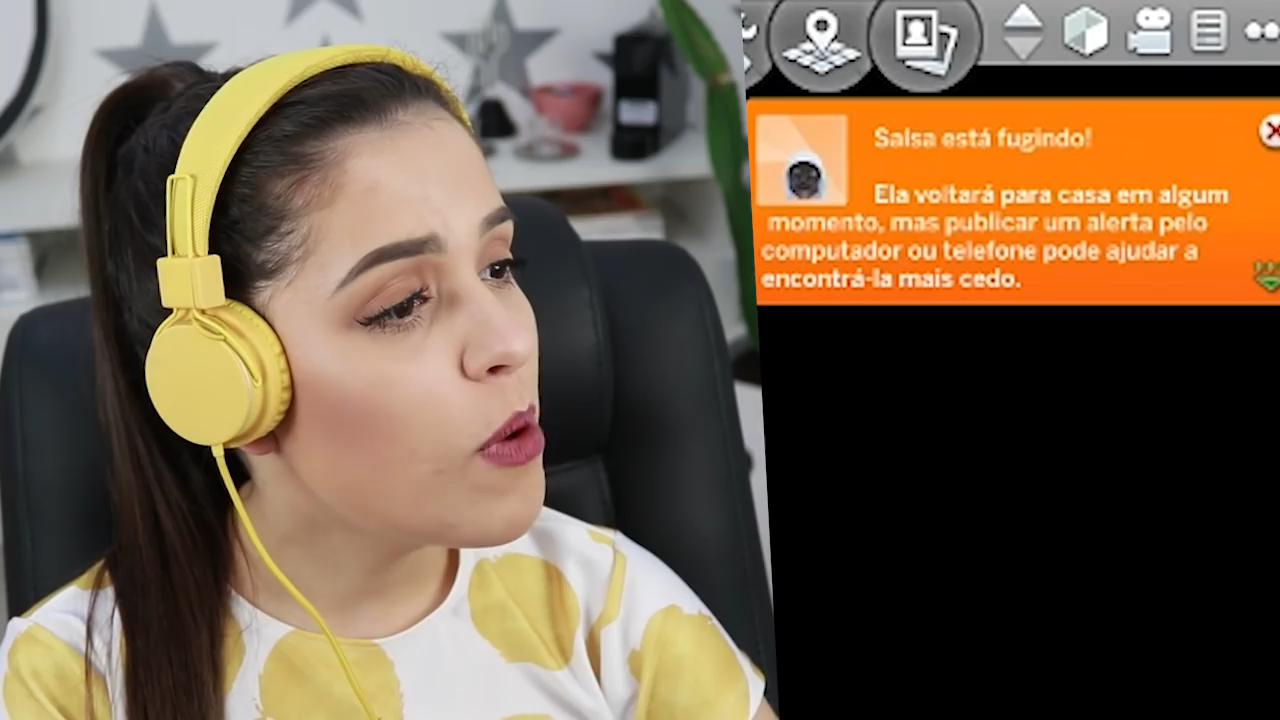 Salsa está fugindo!
Ela voltará para casa em algum
momento, mas publicar um alerta pelo
computador ou telefone pode ajudar a
encontrá-la mais cedo.